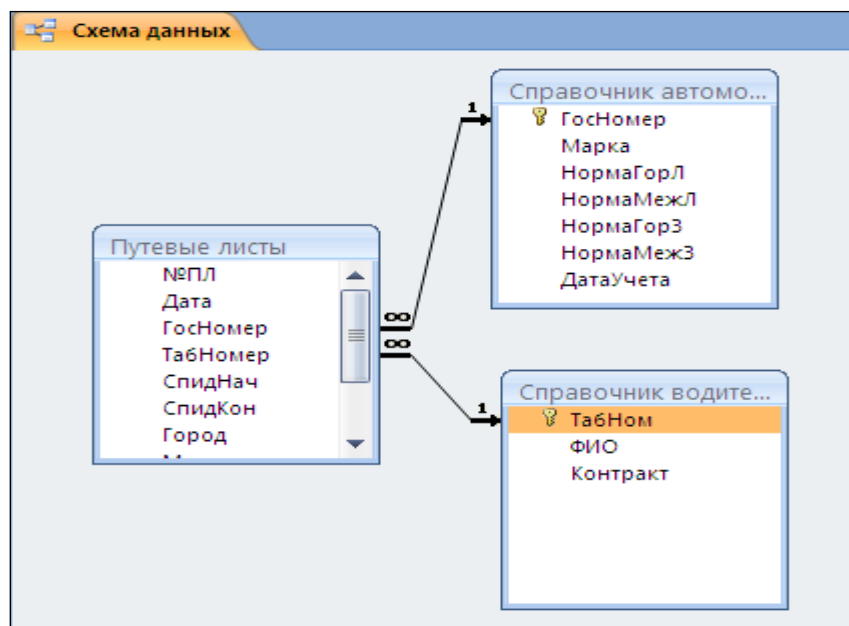 Схема данных
Справочник автомо...
1
ГосНомер
Марка
НормаГорЛ
НормаМежЛ
НормаГорЗ
НормаМежЗ
ДатаУчета
Путевые листы
№ПЛ
Дата
ГосНомер
ТабНомер
СпидНач
СпидКон
Город
∞
∞
Справочник водите...
1
ТабНом
ФИО
Контракт